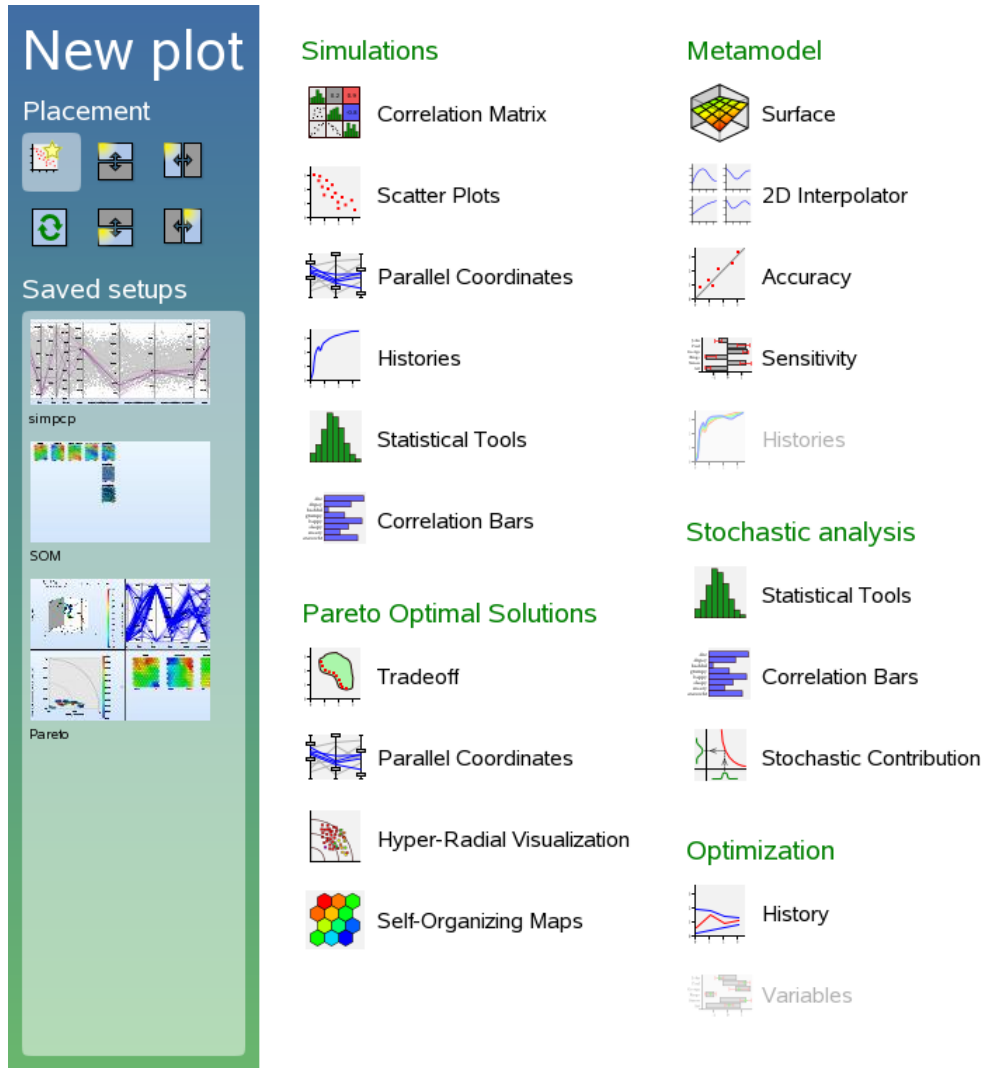 New plot
Placement
Saved setups
simpcp
SOM
Pareto
Simulations
Correlation Matrix
Scatter Plots
Parallel Coordinates
Histories
Statistical Tools
Correlation Bars
Pareto Optimal Solutions
Tradeoff
Parallel Coordinates
Hyper-Radial Visualization
Self-Organizing Maps
Metamodel
Surface
2D Interpolator
Accuracy
Sensitivity
Histories
Stochastic analysis
Statistical Tools
Correlation Bars
Stochastic Contribution
Optimization
History
Variables